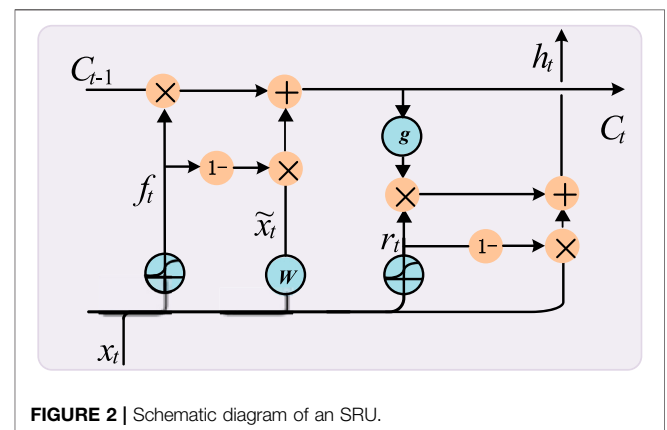 C_{t-1}
h_t
C_t
g
1-
f_t
x̃_t
r_t
1-
W
x_t
FIGURE 2 | Schematic diagram of an SRU.